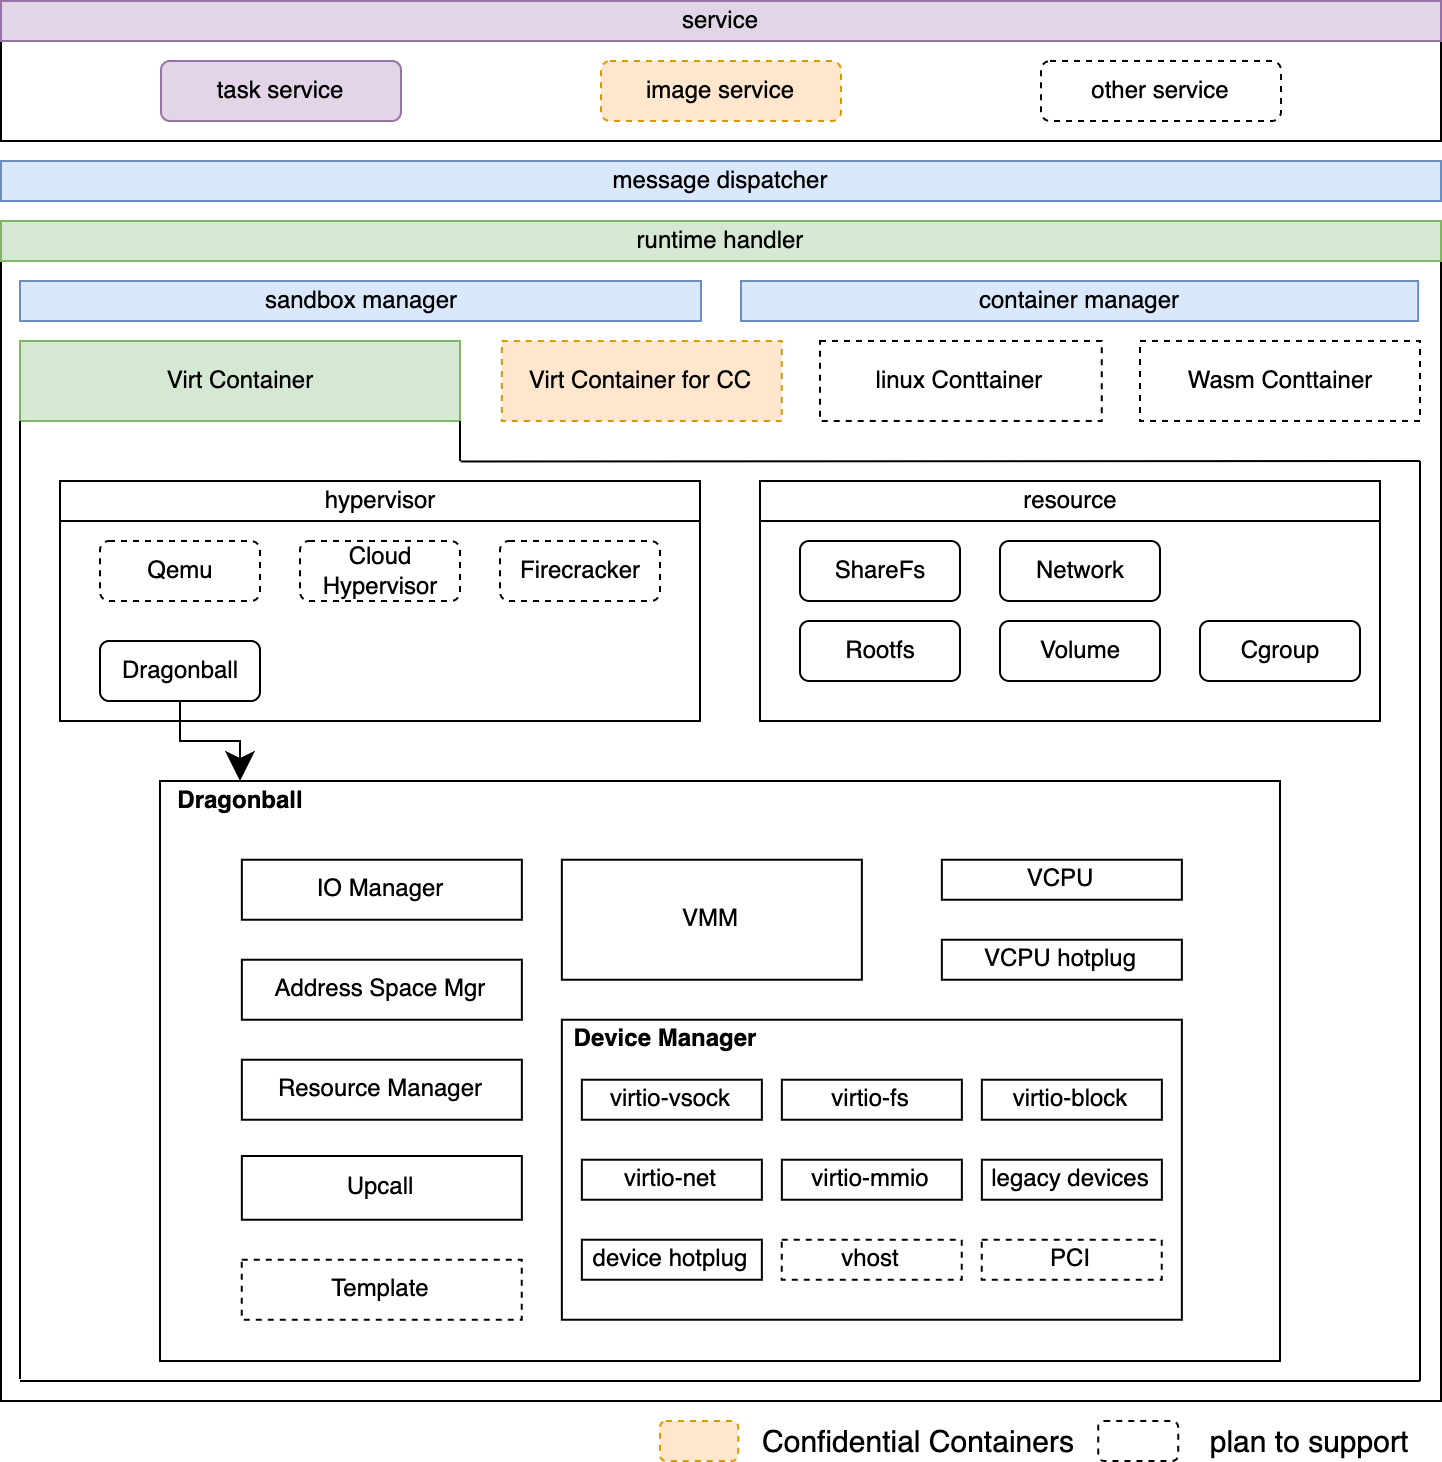 service
task service
image service
other service
message dispatcher
runtime handler
sandbox manager
container manager
Virt Container
Virt Container for CC
linux Conttainer
Wasm Conttainer
hypervisor
Qemu
Cloud
Hypervisor
Firecracker
Dragonball
resource
ShareFs
Network
Rootfs
Volume
Cgroup
Dragonball
IO Manager
Address Space Mgr
Resource Manager
Upcall
Template
VMM
VCPU
VCPU hotplug
Device Manager
virtio-vsock
virtio-fs
virtio-block
virtio-net
virtio-mmio
legacy devices
device hotplug
vhost
PCI
Confidential Containers
plan to support